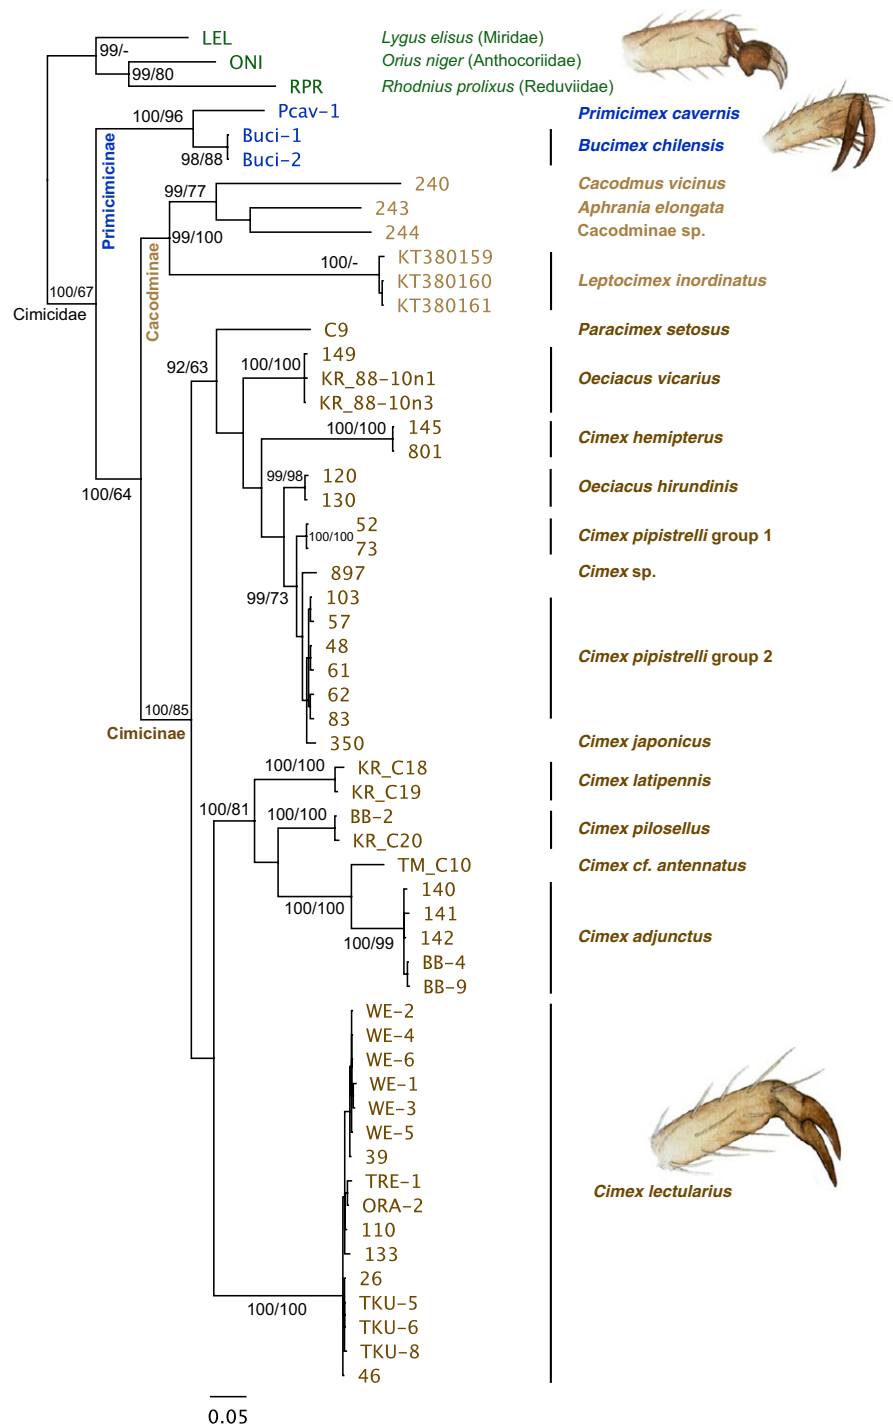 LEL Lygus elisus (Miridae)
99/-
ONI Orius niger (Anthocoriidae)
99/80
RPR Rhodnius prolixus (Reduviidae)
100/96 Pcav-1 Primicimex cavernis
Buci-1 Bucimex chilensis
98/88 Buci-2
Primicimicinae
99/77 240 Cacodmus vicinus
243 Aphrania elongata
99/100 244 Cacodminae sp.
Cacodminae
100/- KT380159
KT380160 Leptocimex inordinatus
100/67 KT380161
Cimicidae
C9 Paracimex setosus
149
92/63 100/100 KR_88-10n1 Oeciacus vicarius
KR_88-10n3
100/100 145 Cimex hemipterus
801
99/98 120 Oeciacus hirundinis
100/64 130
52 Cimex pipistrelli group 1
100/100
73
897 Cimex sp.
99/73 103
57
48 Cimex pipistrelli group 2
61
62
100/85 83
Cimicinae
350 Cimex japonicus
100/100 KR_C18 Cimex latipennis
KR_C19
100/81 100/100 BB-2 Cimex pilosellus
KR_C20
TM_C10 Cimex cf. antennatus
140
100/100 141
142 Cimex adjunctus
100/99
BB-4
BB-9
WE-2
WE-4
WE-6
WE-1
WE-3
WE-5
39
TRE-1 Cimex lectularius
ORA-2
110
133
26
100/100 TKU-5
TKU-6
TKU-8
46
0.05